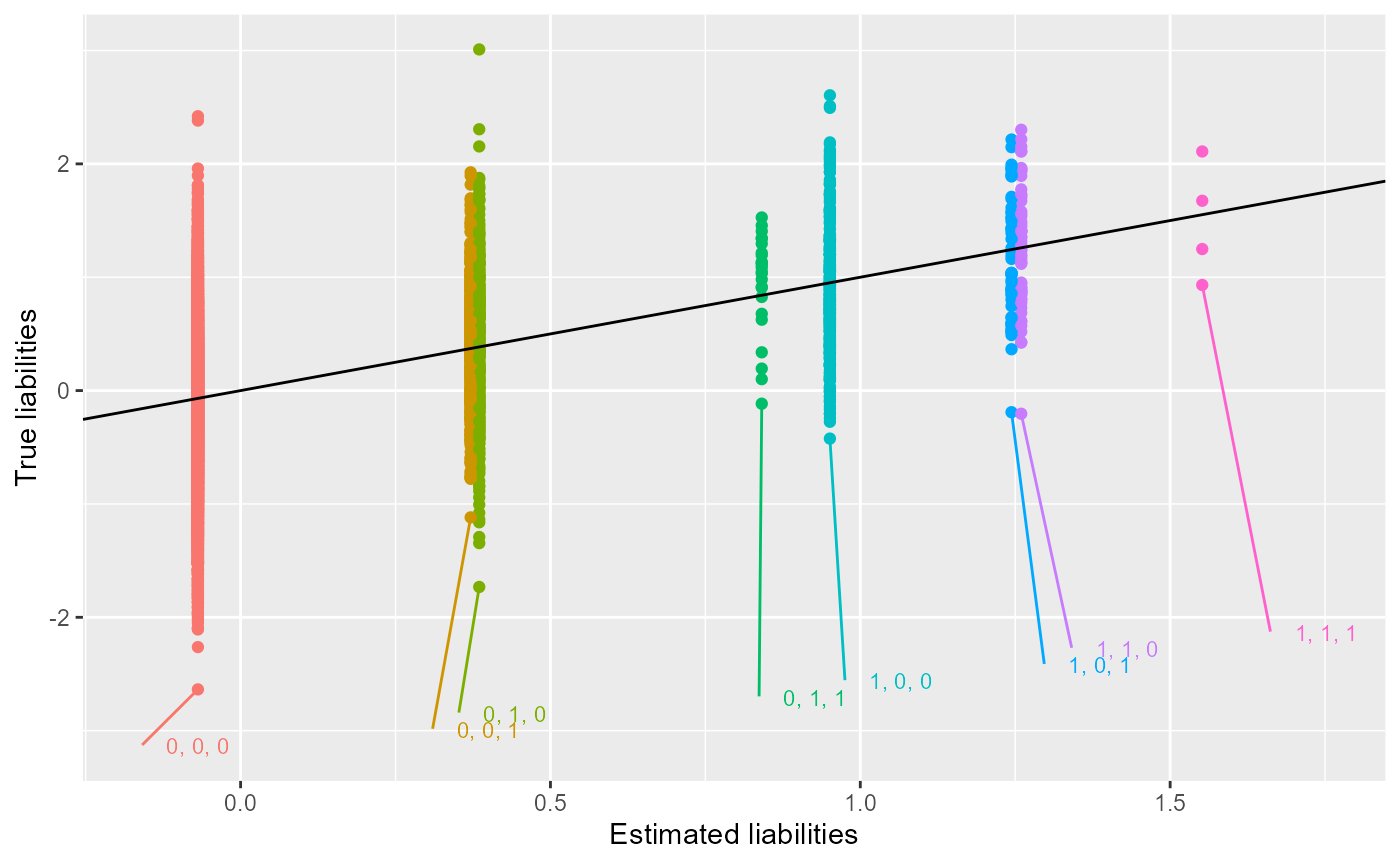 True liabilities
2
0
-2
1, 1, 1
1, 1, 0
1, 0, 1
1, 0, 0
0, 1, 1
0, 1, 0
0, 0, 1
0, 0, 0
0.0
0.5
1.0
1.5
Estimated liabilities